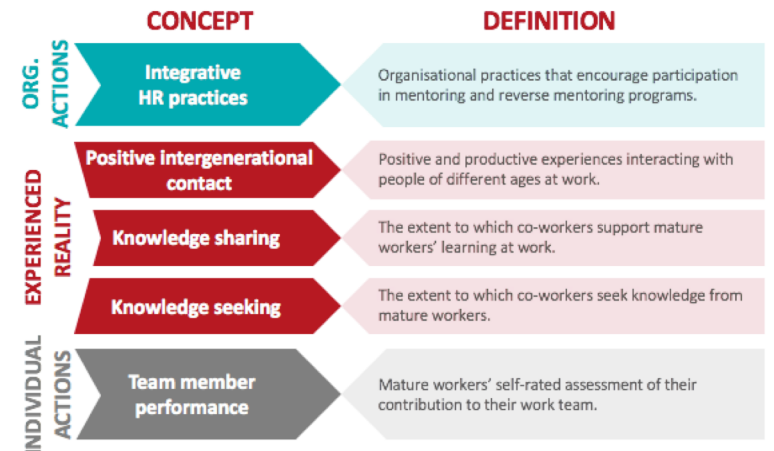 CONCEPT
DEFINITION
ORG.
ACTIONS
Integrative
HR practices
Organisational practices that encourage participation
in mentoring and reverse mentoring programs.
EXPERIENCED
REALITY
Positive intergenerational
contact
Positive and productive experiences interacting with
people of different ages at work.
Knowledge sharing
The extent to which co-workers support mature
workers' learning at work.
Knowledge seeking
The extent to which co-workers seek knowledge from
mature workers.
INDIVIDUAL
ACTIONS
Team member
performance
Mature workers' self-rated assessment of their
contribution to their work team.